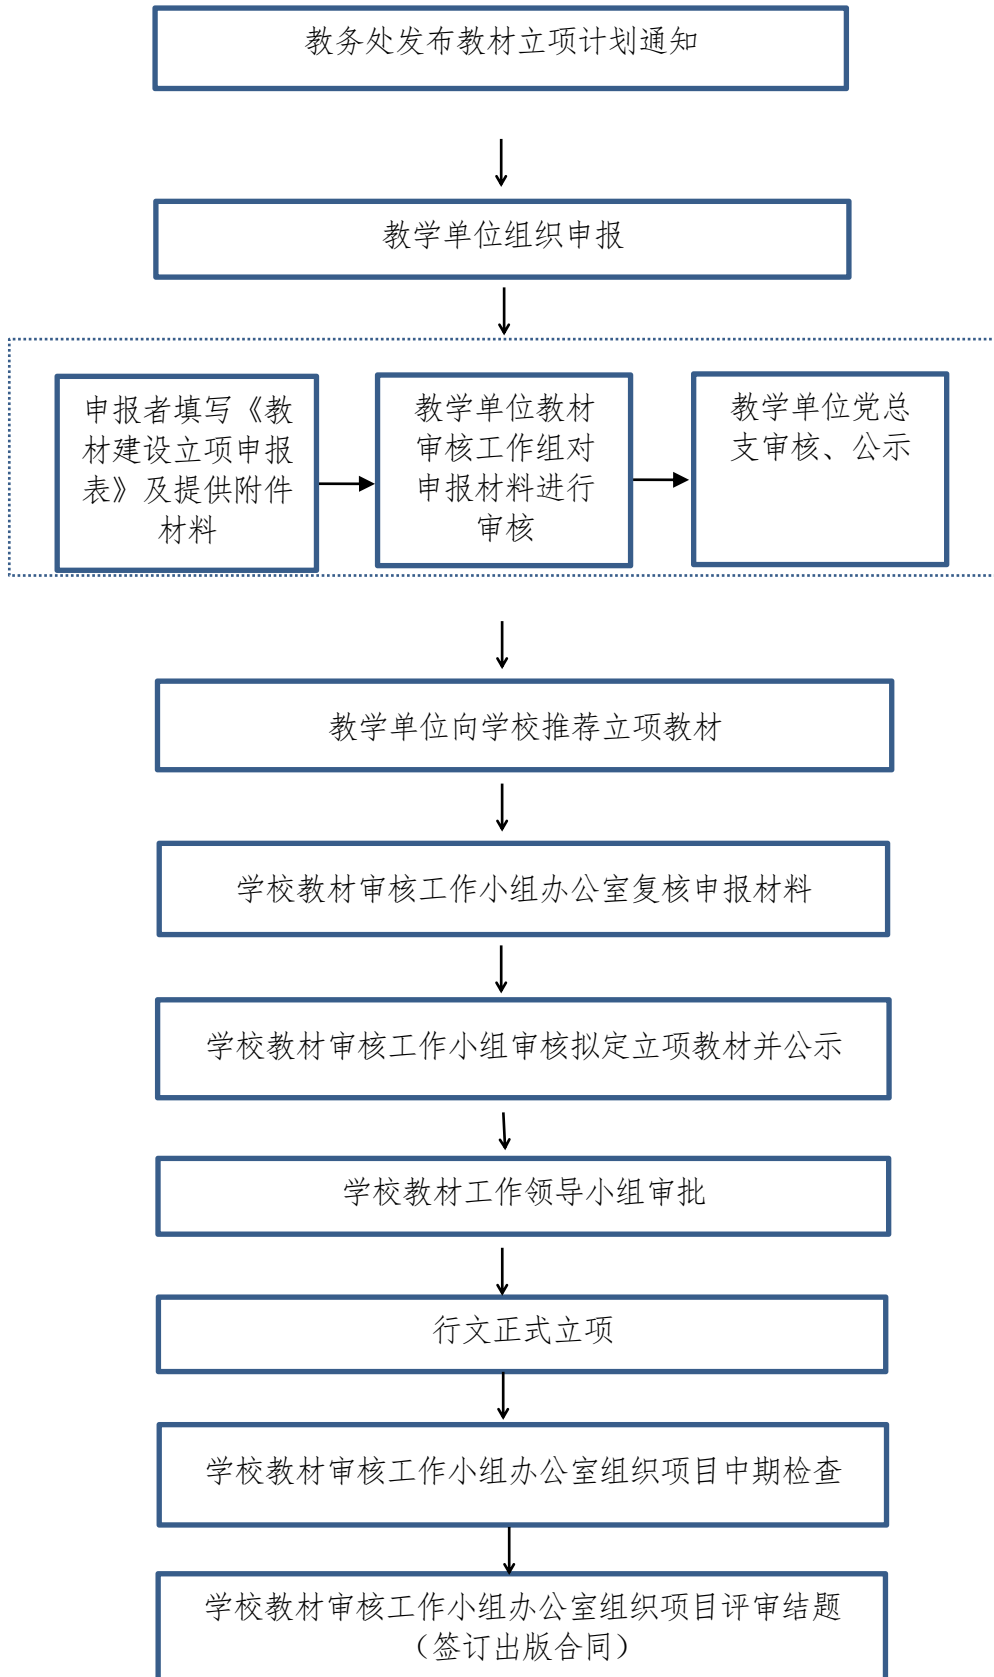 教务处发布教材立项计划通知
教学单位组织申报
申报者填写《教
材建设立项申报
表》及提供附件
材料
教学单位教材
审核工作组对
申报材料进行
审核
教学单位党总
支审核、公示
教学单位向学校推荐立项教材
学校教材审核工作小组办公室复核申报材料
学校教材审核工作小组审核拟定立项教材并公示
学校教材工作领导小组审批
行文正式立项
学校教材审核工作小组办公室组织项目中期检查
学校教材审核工作小组办公室组织项目评审结题
（签订出版合同）